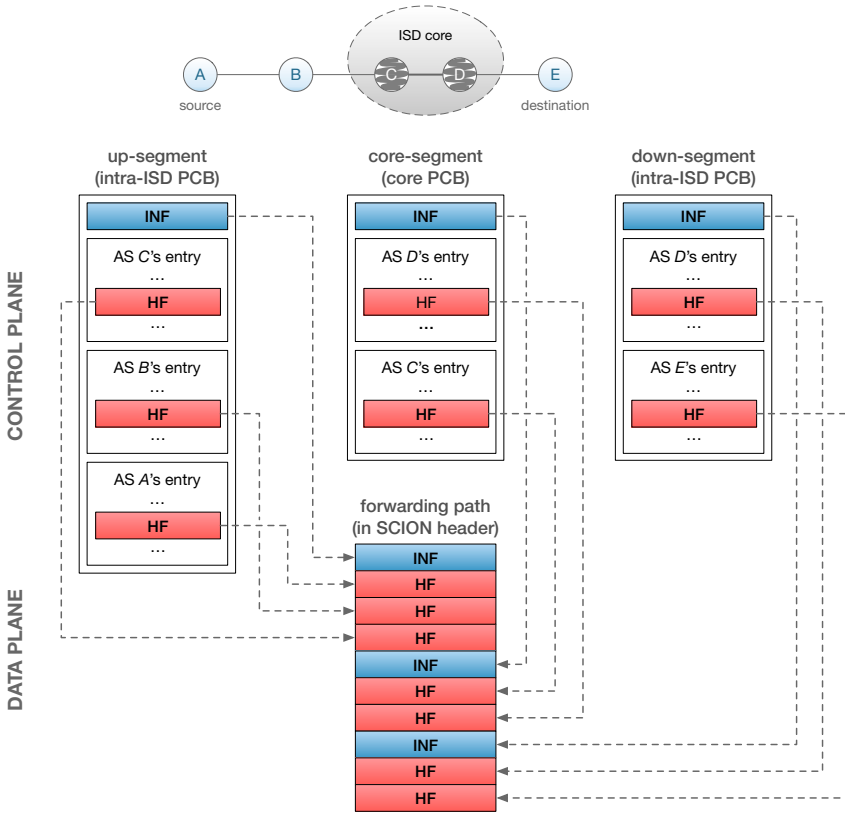 ISD core
A
B
C
D
E
source
destination
up-segment
(intra-ISD PCB)
core-segment
(core PCB)
down-segment
(intra-ISD PCB)
CONTROL PLANE
INF
AS C's entry
...
HF
...
AS B's entry
...
HF
...
AS A's entry
...
HF
...
INF
AS D's entry
...
HF
...
AS C's entry
...
HF
...
INF
AS D's entry
...
HF
...
AS E's entry
...
HF
...
DATA PLANE
forwarding path
(in SCION header)
INF
HF
HF
HF
INF
HF
HF
INF
HF
HF